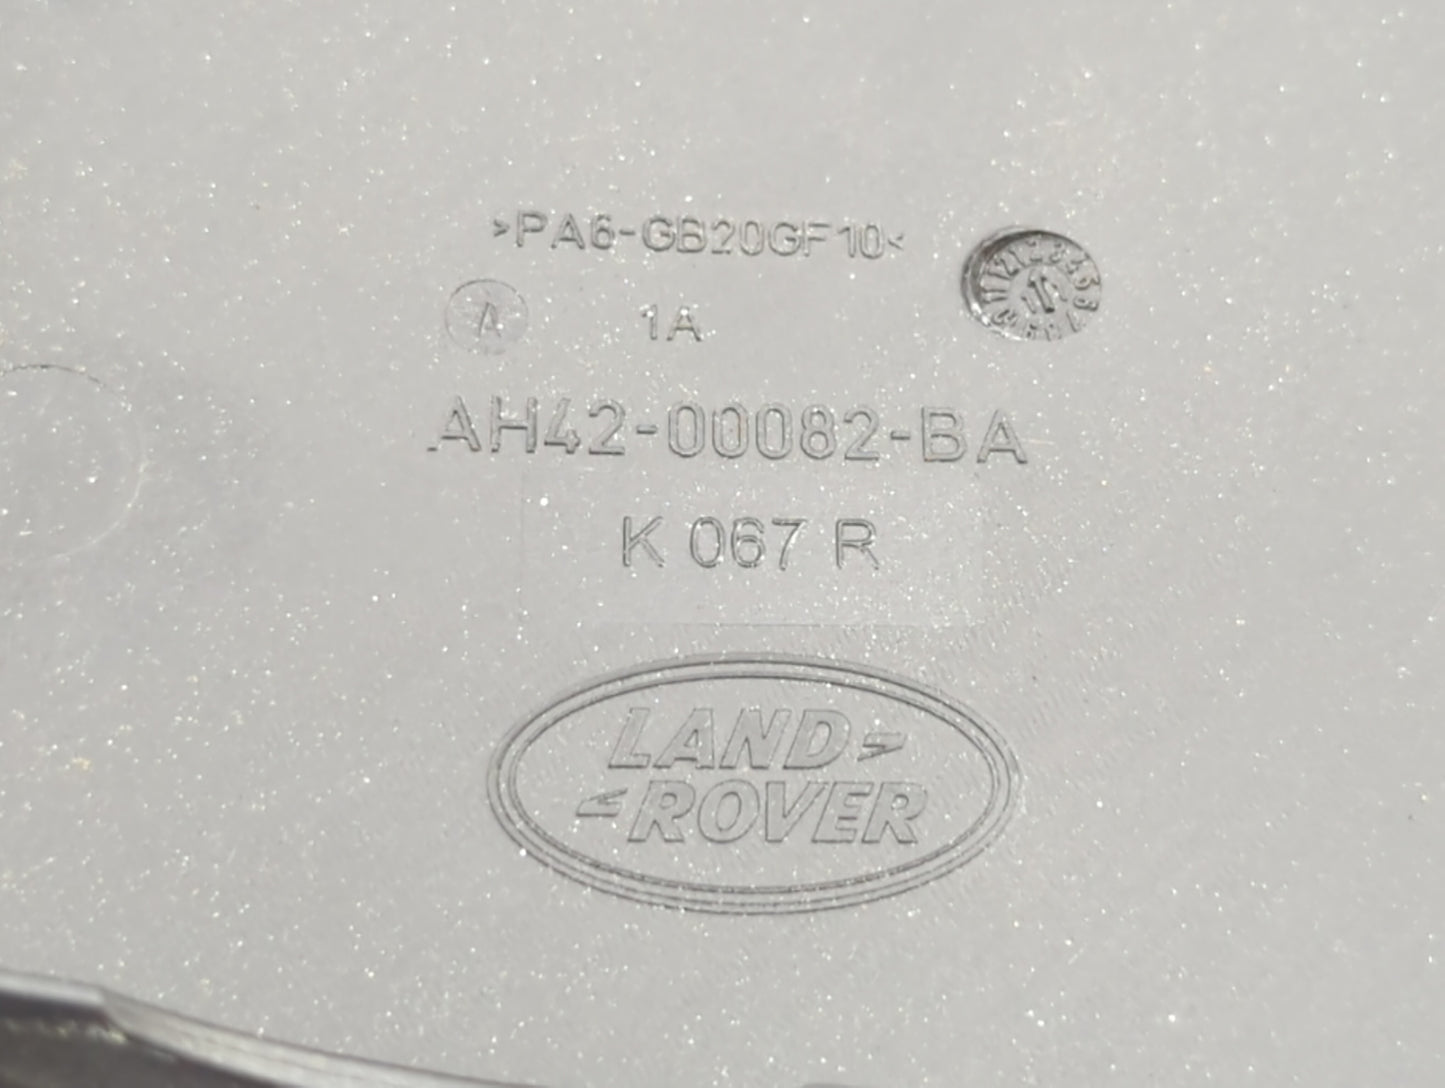 >PA6-GB20GF10<
A 1A
AH42-00082-BA
K 067 R
LAND
ROVER